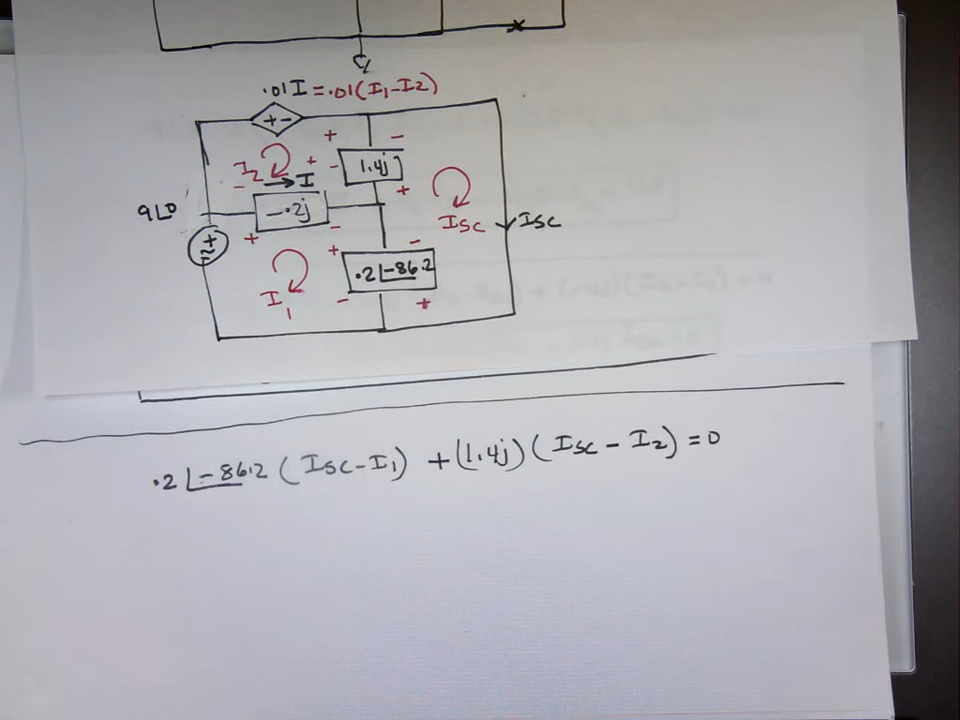 .01I = .01(I1-I2)
+ -
+ -
I2 + - 1.4j
- → I +
9∠0 -.2j ISC ISC
+ - -
+ + .2∠-86.2
I1 - +
.2∠-86.2 (ISC-I1) + (1.4j)(ISC - I2) = 0